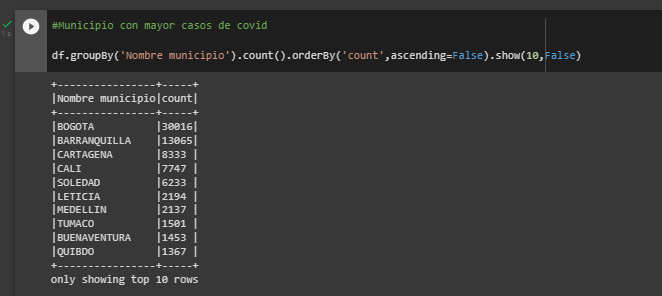 #Municipio con mayor casos de covid
df.groupBy('Nombre municipio').count().orderBy('count',ascending=False).show(10,False)
+----------------+-----+
|Nombre municipio|count|
+----------------+-----+
|BOGOTA          |30016|
|BARRANQUILLA    |13065|
|CARTAGENA       |8333 |
|CALI            |7747 |
|SOLEDAD         |6233 |
|LETICIA         |2194 |
|MEDELLIN        |2137 |
|TUMACO          |1501 |
|BUENAVENTURA    |1453 |
|QUIBDO          |1367 |
+----------------+-----+
only showing top 10 rows